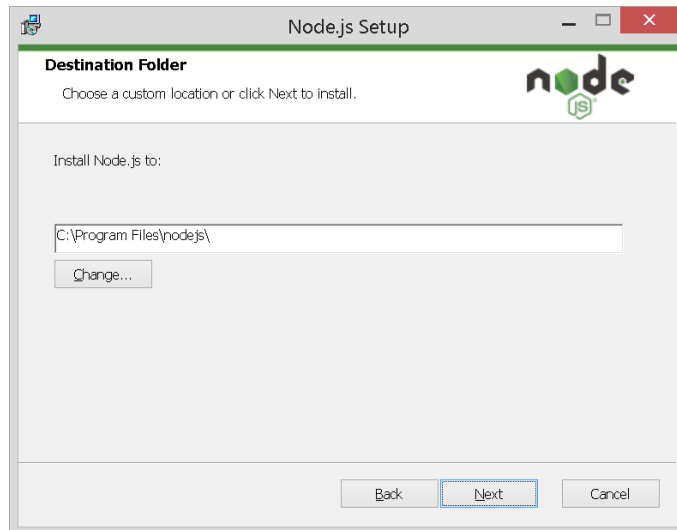 Node.js Setup
Destination Folder
Choose a custom location or click Next to install.
node
JS
Install Node.js to:
C:\Program Files\nodejs\
Change...
Back Next Cancel